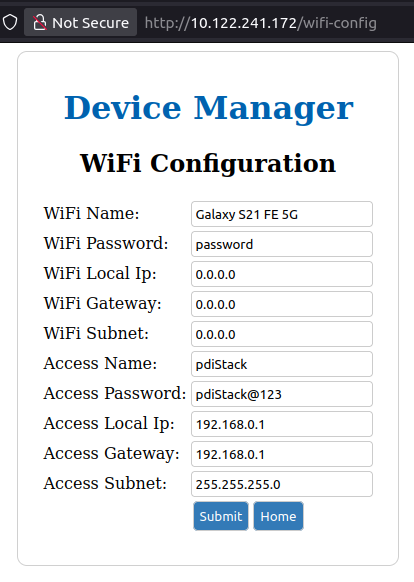 Not Secure http://10.122.241.172/wifi-config
Device Manager
WiFi Configuration
WiFi Name: Galaxy S21 FE 5G
WiFi Password: password
WiFi Local Ip: 0.0.0.0
WiFi Gateway: 0.0.0.0
WiFi Subnet: 0.0.0.0
Access Name: pdiStack
Access Password: pdiStack@123
Access Local Ip: 192.168.0.1
Access Gateway: 192.168.0.1
Access Subnet: 255.255.255.0
Submit Home